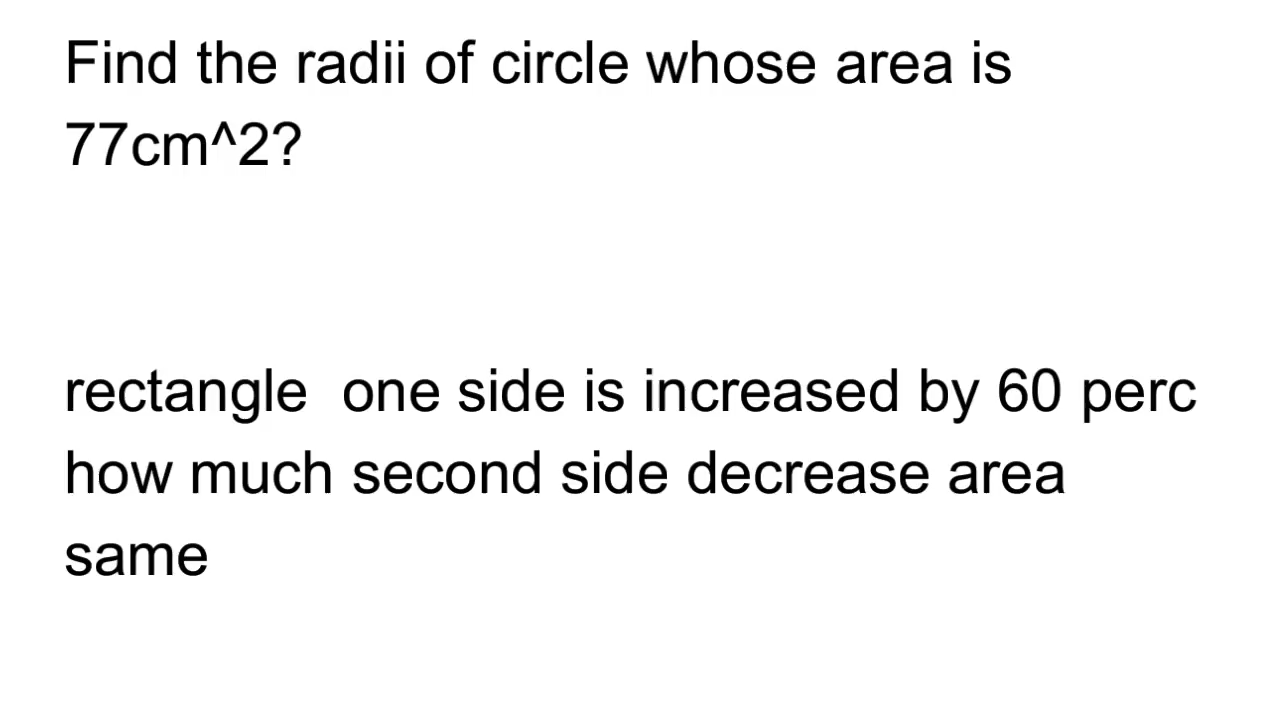 Find the radii of circle whose area is
77cm^2?
rectangle  one side is increased by 60 perc
how much second side decrease area
same